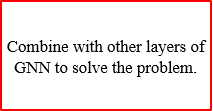 Combine with other layers of
GNN to solve the problem.